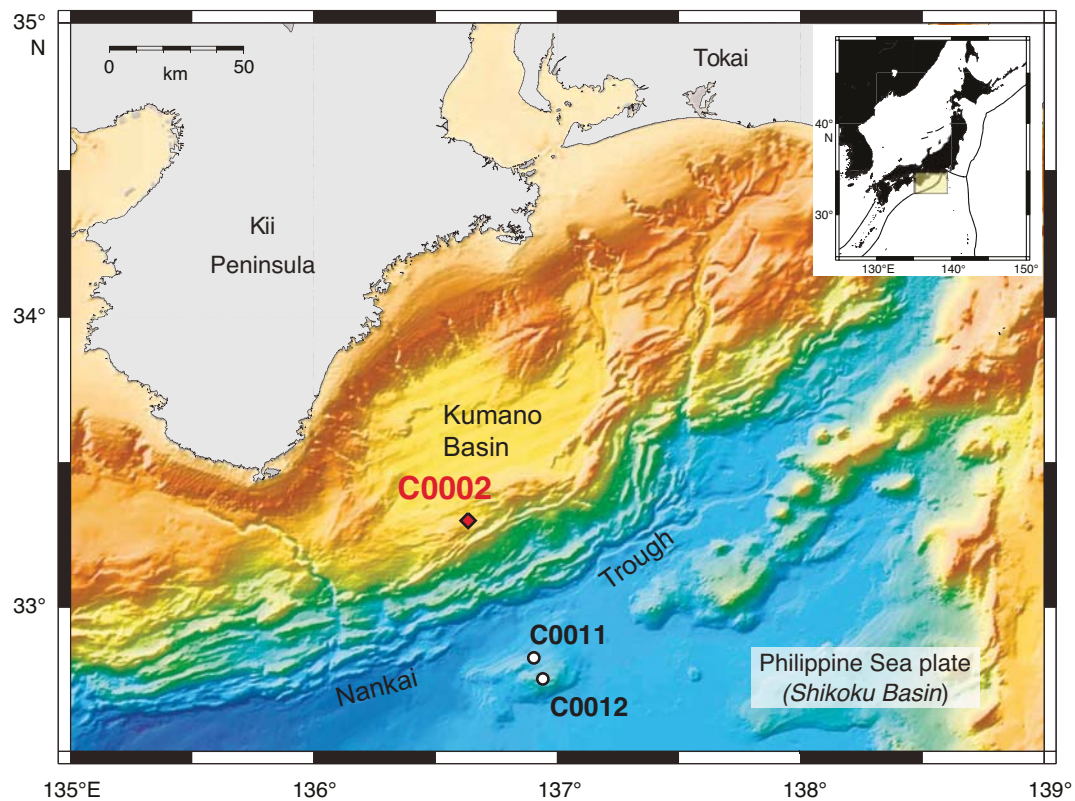 35°
N
0
50
km
Tokai
40°
N
30°
130°E
140°
150°
Kii
Peninsula
34°
Kumano
Basin
C0002
Trough
33°
C0011
Philippine Sea plate
(Shikoku Basin)
Nankai
C0012
135°E
136°
137°
138°
139°